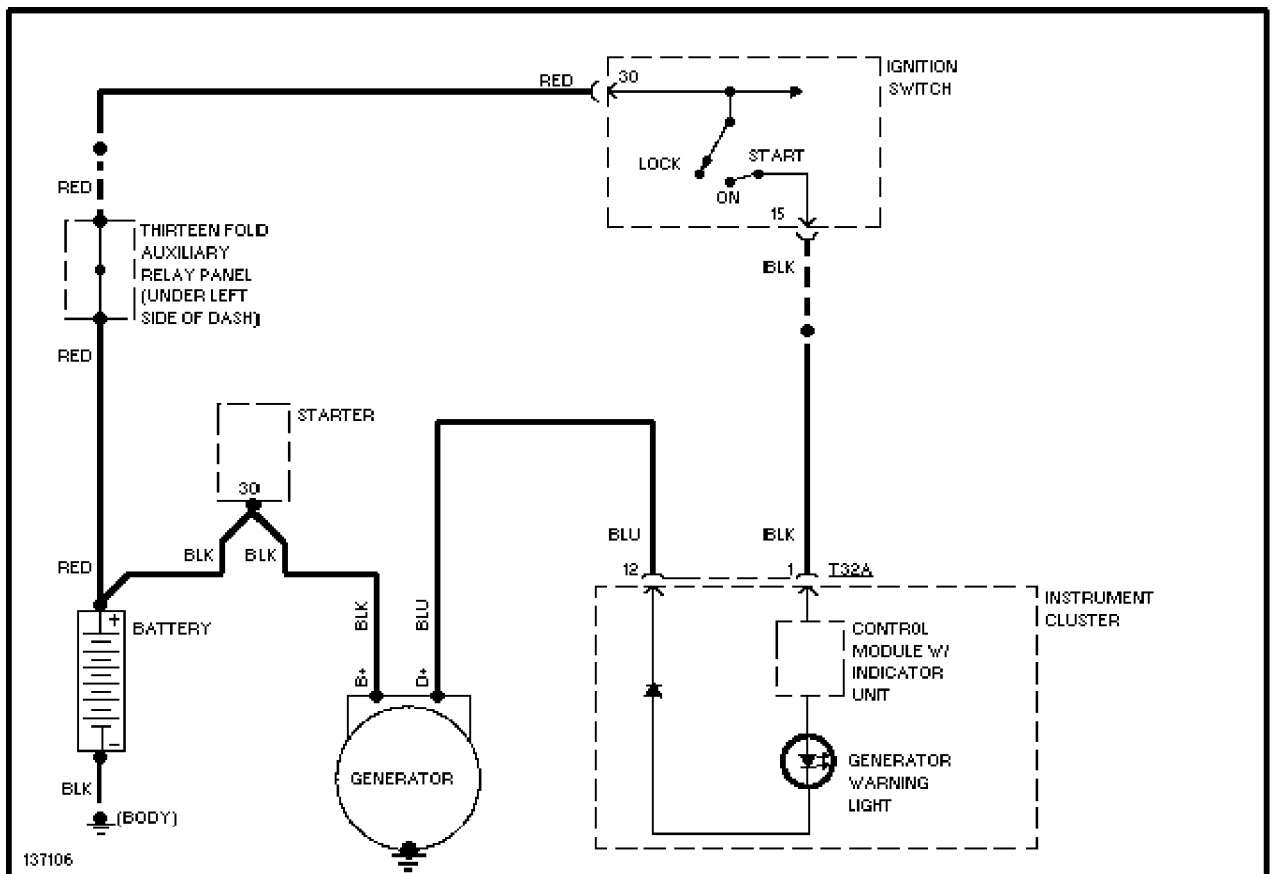 IGNITION
SWITCH
RED
30
LOCK
START
ON
15
RED
THIRTEEN FOLD
AUXILIARY
RELAY PANEL
(UNDER LEFT
SIDE OF DASH)
BLK
RED
STARTER
30
BLK
BLK
BLU
BLK
RED
12
1
T32A
INSTRUMENT
CLUSTER
BATTERY
+
-
BLK
BLU
B+
D+
CONTROL
MODULE W/
INDICATOR
UNIT
GENERATOR
GENERATOR
WARNING
LIGHT
BLK
(BODY)
137106